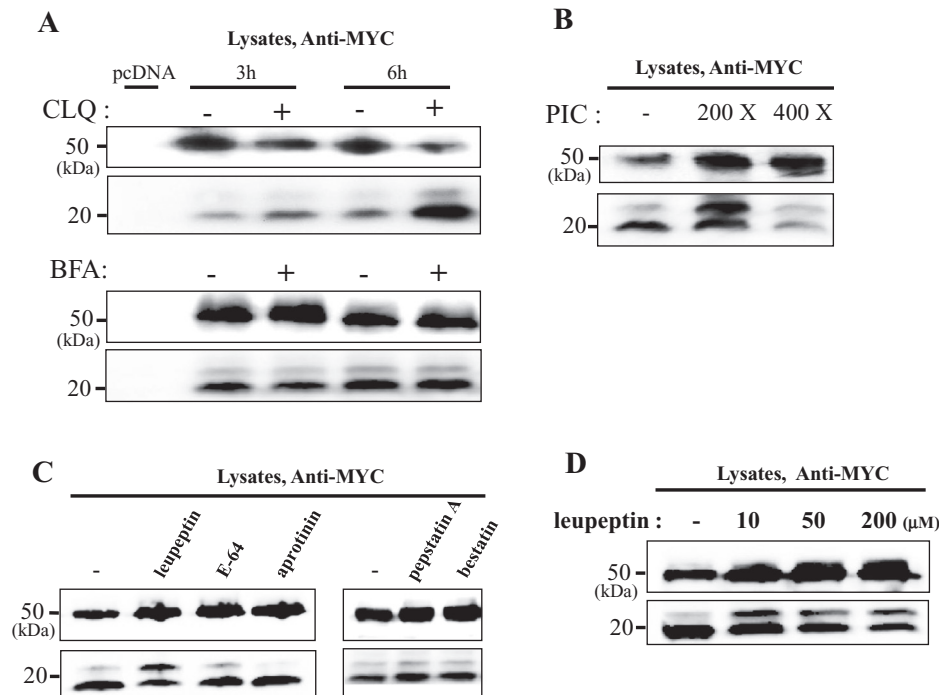 A
Lysates, Anti-MYC
pcDNA 3h 6h
CLQ : - + - +
50
(kDa)
20
BFA: - + - +
50
(kDa)
20
B
Lysates, Anti-MYC
PIC : - 200 X 400 X
50
(kDa)
20
C
Lysates, Anti-MYC
- leupeptin E-64 aprotinin - pepstatin A bestatin
50
(kDa)
20
D
Lysates, Anti-MYC
leupeptin : - 10 50 200 (μM)
50
(kDa)
20